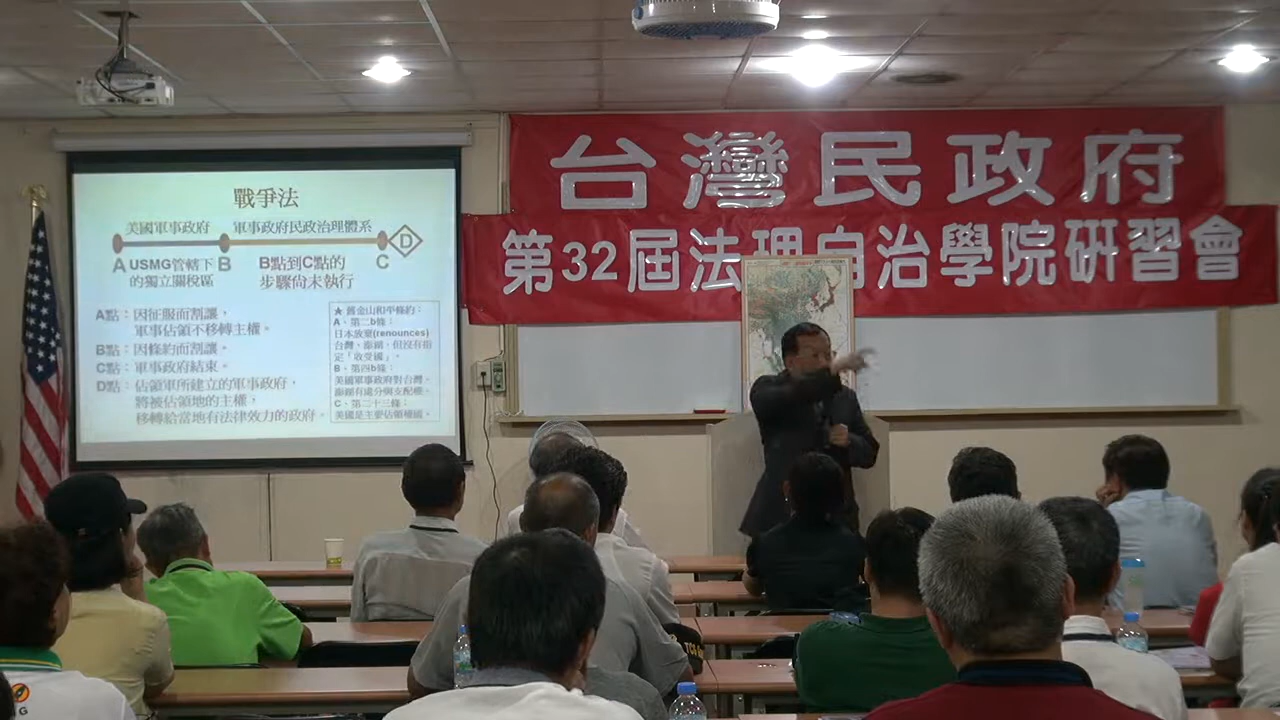 台灣民政府
第32屆法理自治學院研習會
戰爭法
美國軍事政府 軍事政府民政治理體系
D
A USMG管轄下的獨立關稅區 B B點到C點的步驟尚未執行 C
A點：因征服而割讓，
軍事佔領不移轉主權。
B點：因條約而割讓。
C點：軍事政府結束。
D點：佔領軍所建立的軍事政府，
將被佔領地的主權，
移轉給當地有法律效力的政府。
★ 舊金山和平條約：
A、第二b條：
日本放棄(renounces)
台灣、澎湖，但沒有指
定「收受國」。
B、第四b條：
美國軍事政府對台灣、
澎湖有處分與支配權。
C、第二十三條：
美國是主要佔領權國。